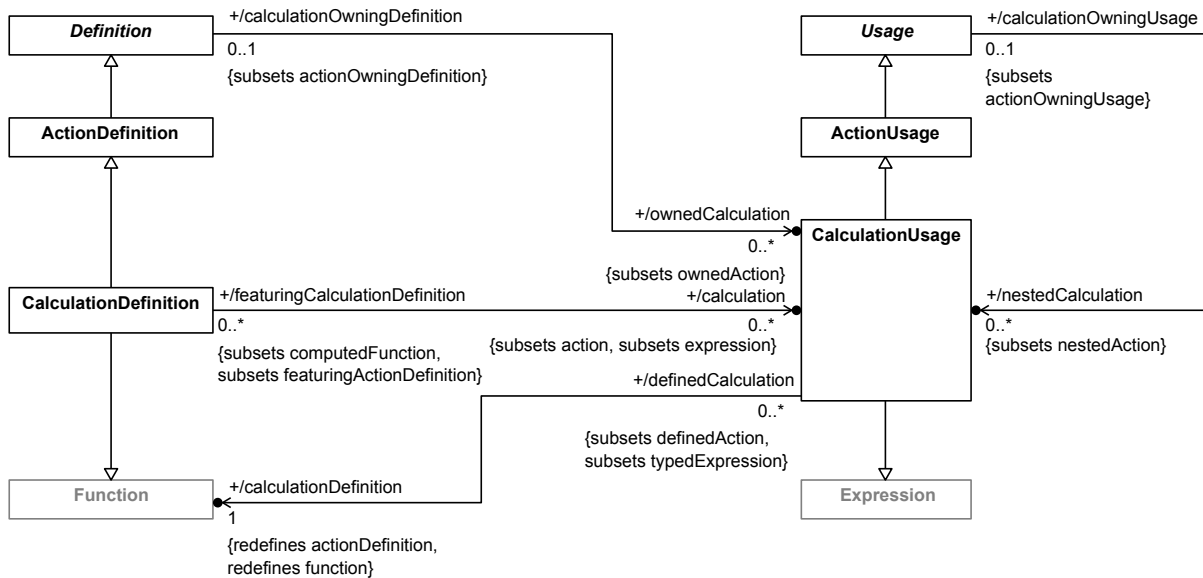 Definition
+/calculationOwningDefinition
0..1
{subsets actionOwningDefinition}
Usage
+/calculationOwningUsage
0..1
{subsets
actionOwningUsage}
ActionDefinition
ActionUsage
+/ownedCalculation
0..*
{subsets ownedAction}
CalculationUsage
CalculationDefinition
+/featuringCalculationDefinition
0..*
{subsets computedFunction,
subsets featuringActionDefinition}
+/calculation
0..*
{subsets action, subsets expression}
+/nestedCalculation
0..*
{subsets nestedAction}
+/definedCalculation
0..*
{subsets definedAction,
subsets typedExpression}
Function
+/calculationDefinition
1
{redefines actionDefinition,
redefines function}
Expression